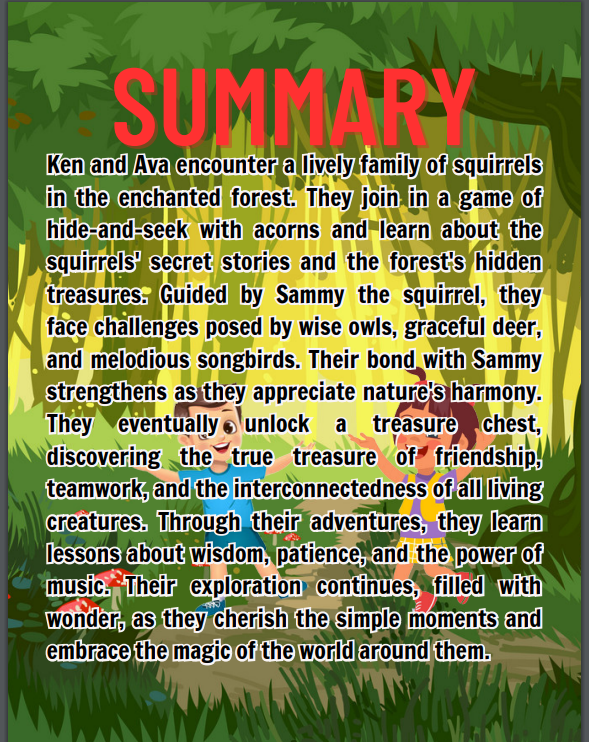 SUMMARY
Ken and Ava encounter a lively family of squirrels
in the enchanted forest. They join in a game of
hide-and-seek with acorns and learn about the
squirrels' secret stories and the forest's hidden
treasures. Guided by Sammy the squirrel, they
face challenges posed by wise owls, graceful deer,
and melodious songbirds. Their bond with Sammy
strengthens as they appreciate nature's harmony.
They eventually unlock a treasure chest,
discovering the true treasure of friendship,
teamwork, and the interconnectedness of all living
creatures. Through their adventures, they learn
lessons about wisdom, patience, and the power of
music. Their exploration continues, filled with
wonder, as they cherish the simple moments and
embrace the magic of the world around them.